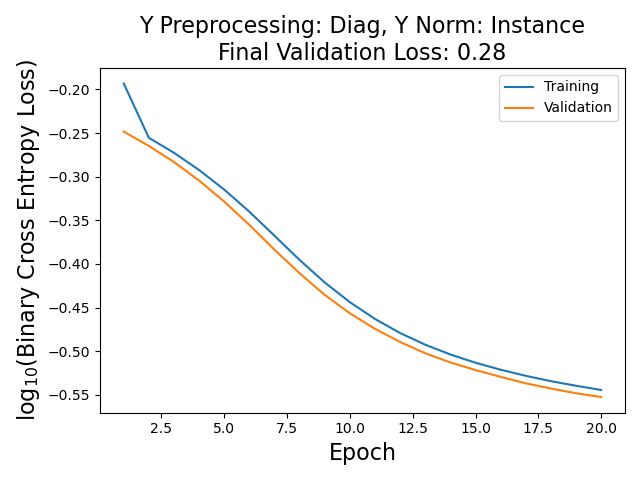 Y Preprocessing: Diag, Y Norm: Instance
Final Validation Loss: 0.28
log₁₀(Binary Cross Entropy Loss)
−0.20
−0.25
−0.30
−0.35
−0.40
−0.45
−0.50
−0.55
Training
Validation
2.5 5.0 7.5 10.0 12.5 15.0 17.5 20.0
Epoch